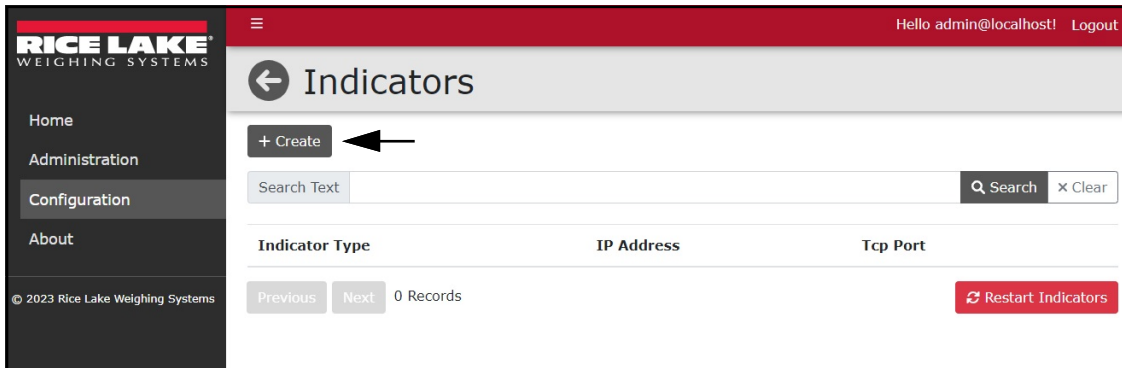 RICE LAKE®
WEIGHING SYSTEMS
Home
Administration
Configuration
About
© 2023 Rice Lake Weighing Systems
Hello admin@localhost! Logout
Indicators
+ Create
Search Text Search × Clear
Indicator Type IP Address Tcp Port
Previous Next 0 Records Restart Indicators